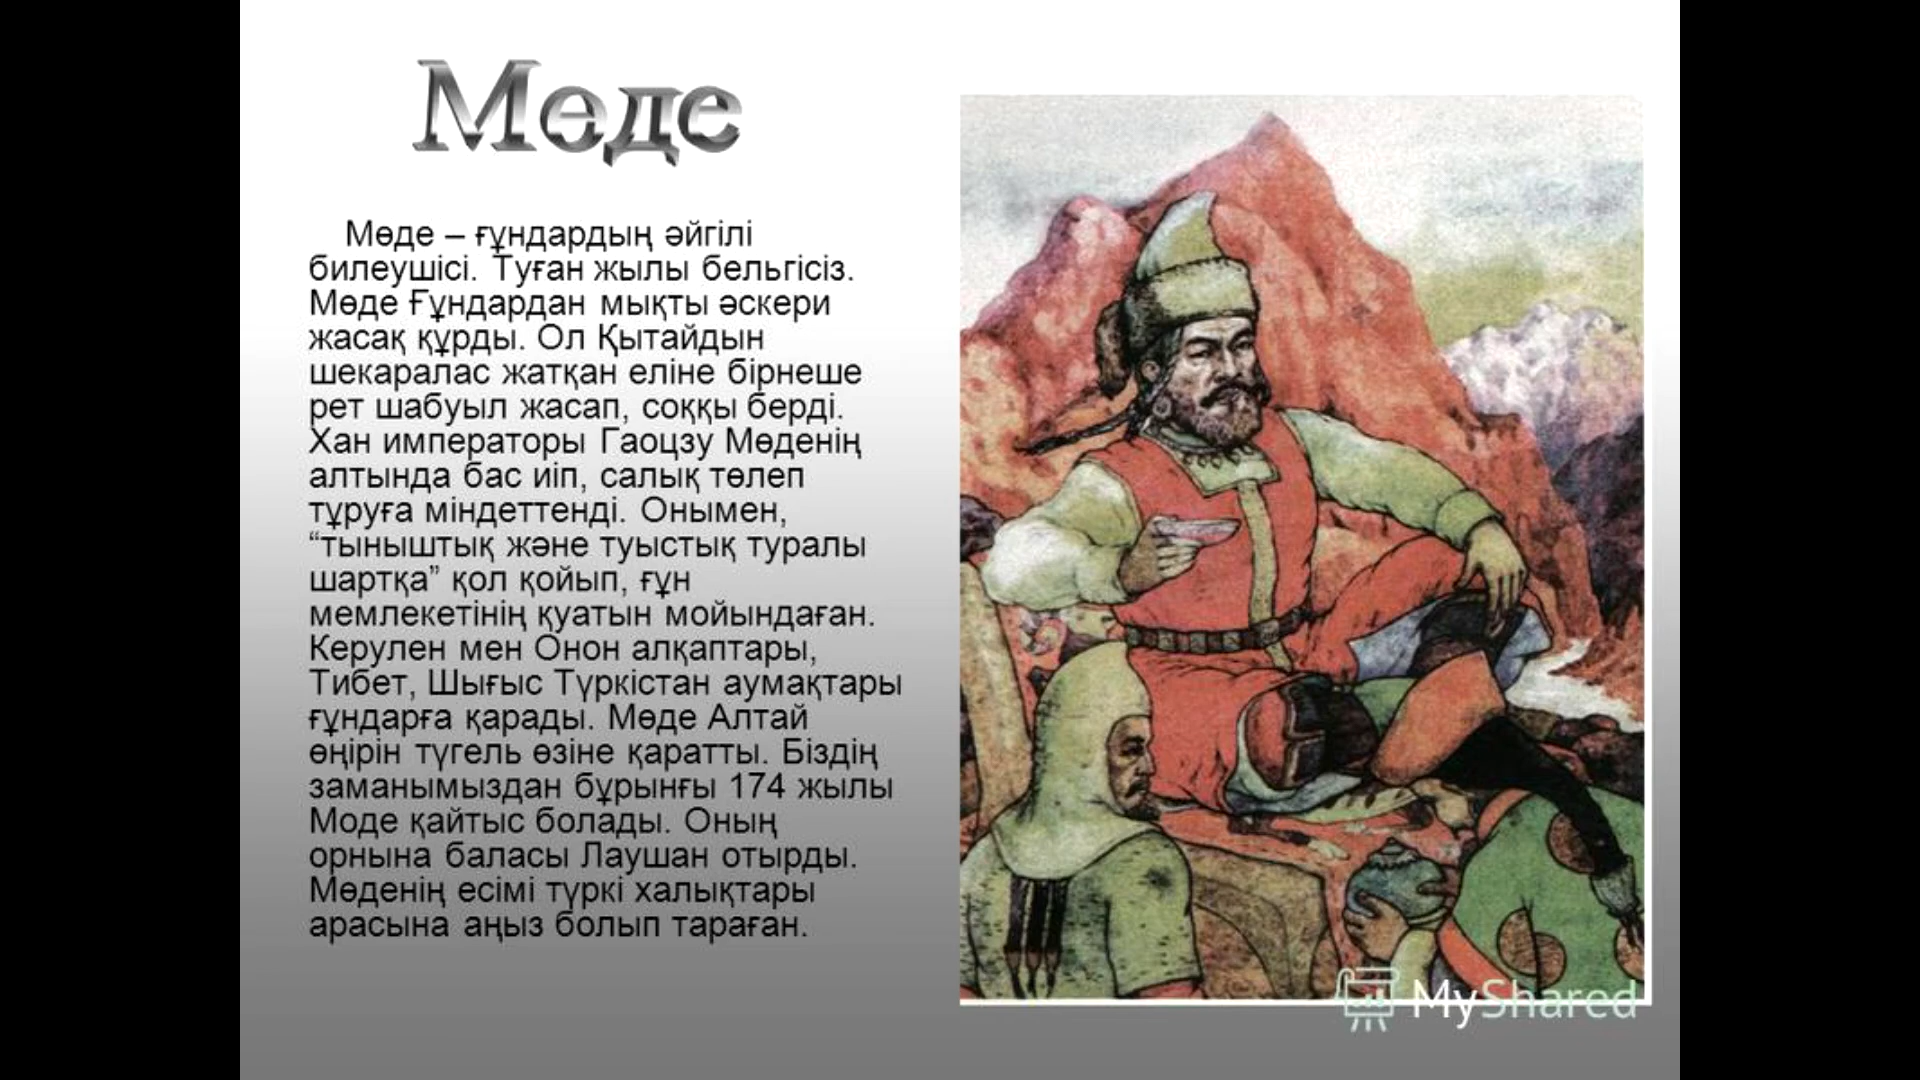 Мөде
Мөде – ғұндардың әйгілі
билеушісі. Туған жылы бельгісіз.
Мөде Ғұндардан мықты әскери
жасақ құрды. Ол Қытайдын
шекаралас жатқан еліне бірнеше
рет шабуыл жасап, соққы берді.
Хан императоры Гаоцзу Мөденің
алтында бас иіп, салық төлеп
тұруға міндеттенді. Онымен,
“тыныштық және туыстық туралы
шартқа” қол қойып, ғұн
мемлекетінің қуатын мойындаған.
Керулен мен Онон алқаптары,
Тибет, Шығыс Түркістан аумақтары
ғұндарға қарады. Мөде Алтай
өңірін түгель өзіне қаратты. Біздің
заманымыздан бұрынғы 174 жылы
Моде қайтыс болады. Оның
орнына баласы Лаушан отырды.
Мөденің есімі түркі халықтары
арасына аңыз болып тараған.
MyShared